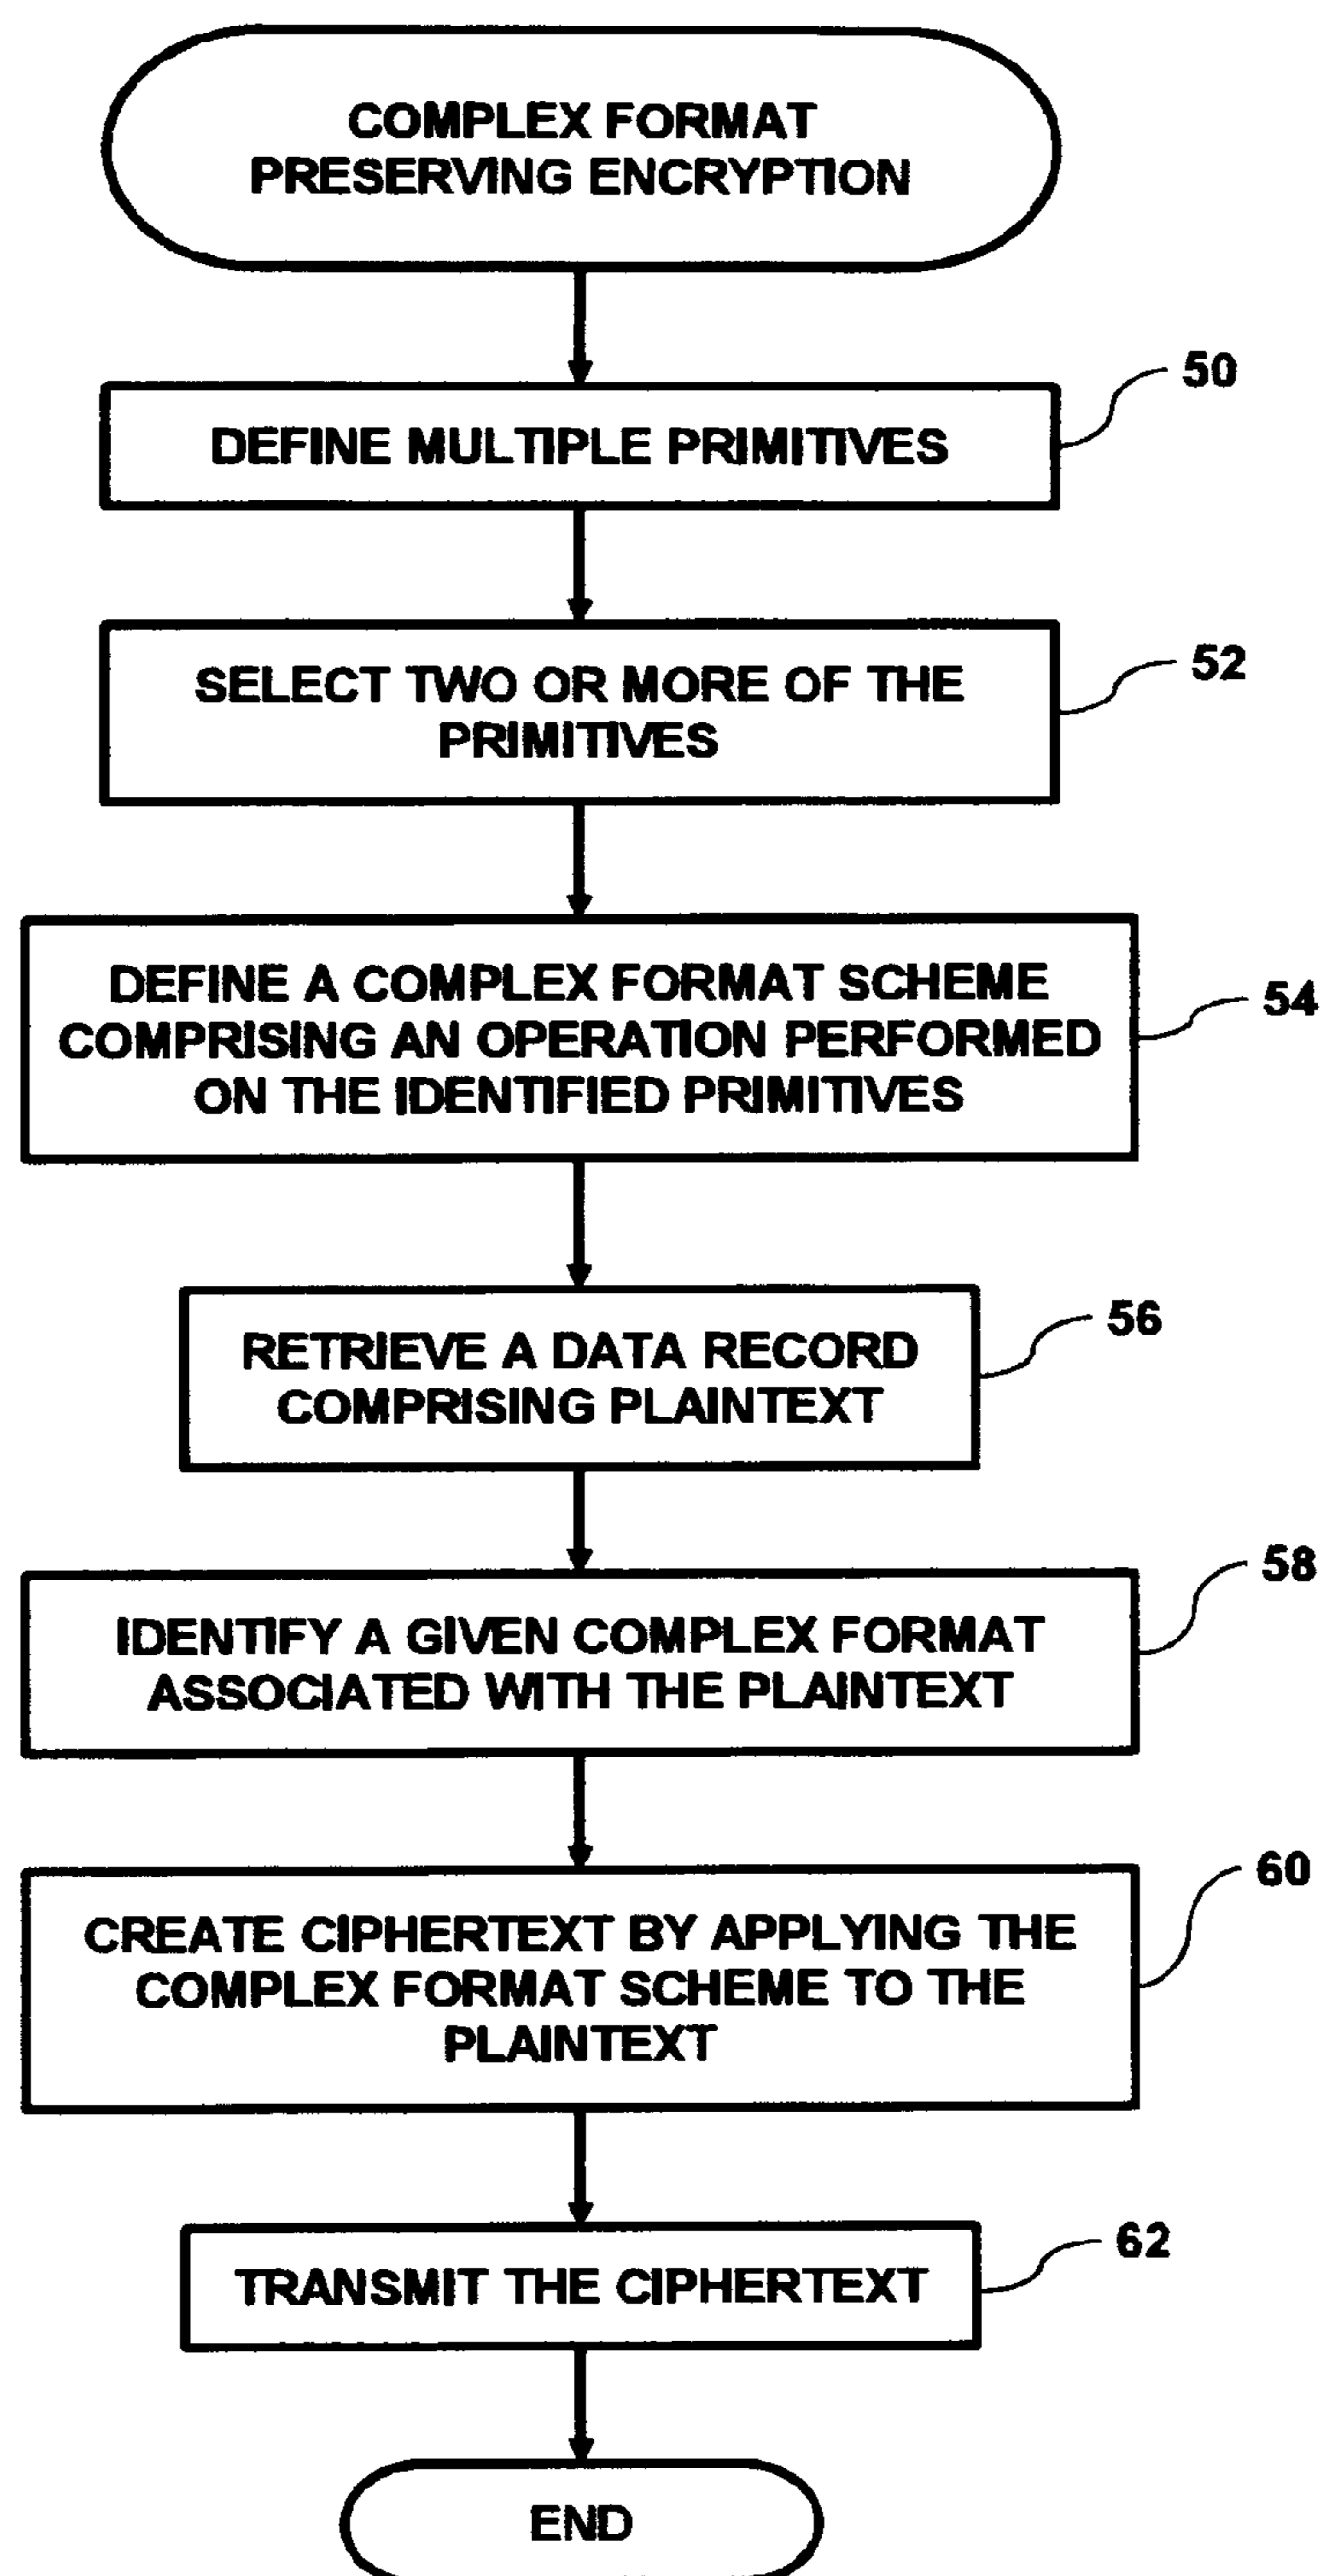 COMPLEX FORMAT
PRESERVING ENCRYPTION
50
DEFINE MULTIPLE PRIMITIVES
52
SELECT TWO OR MORE OF THE
PRIMITIVES
54
DEFINE A COMPLEX FORMAT SCHEME
COMPRISING AN OPERATION PERFORMED
ON THE IDENTIFIED PRIMITIVES
56
RETRIEVE A DATA RECORD
COMPRISING PLAINTEXT
58
IDENTIFY A GIVEN COMPLEX FORMAT
ASSOCIATED WITH THE PLAINTEXT
60
CREATE CIPHERTEXT BY APPLYING THE
COMPLEX FORMAT SCHEME TO THE
PLAINTEXT
62
TRANSMIT THE CIPHERTEXT
END